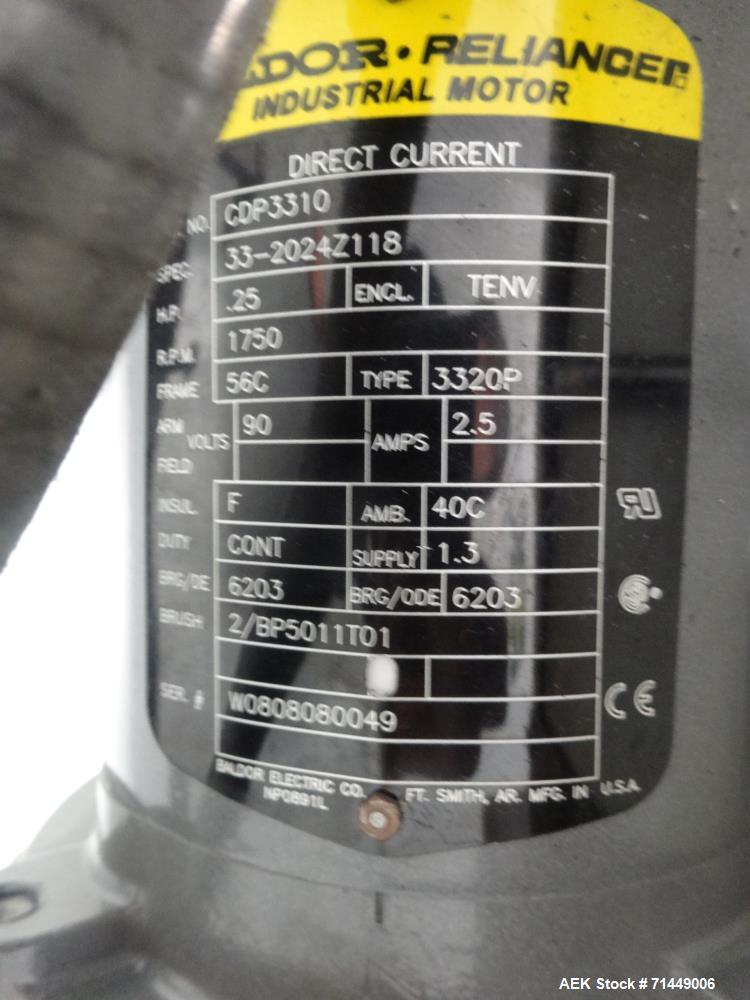 DOR • RELIANCER
INDUSTRIAL MOTOR
DIRECT CURRENT
NO. CDP3310
SPEC. 33-2024Z118
H.P. .25 ENCL. TENV
R.P.M. 1750
FRAME 56C TYPE 3320P
ARM VOLTS 90 AMPS 2.5
FIELD
INSUL. F AMB. 40C
DUTY CONT SUPPLY 1.3
BRG/DE 6203 BRG/ODE 6203
BRUSH 2/BP5011T01
SER. # W0808080049
CE
BALDOR ELECTRIC CO. FT. SMITH, AR. MFG. IN U.S.A.
NP0891L
AEK Stock # 71449006